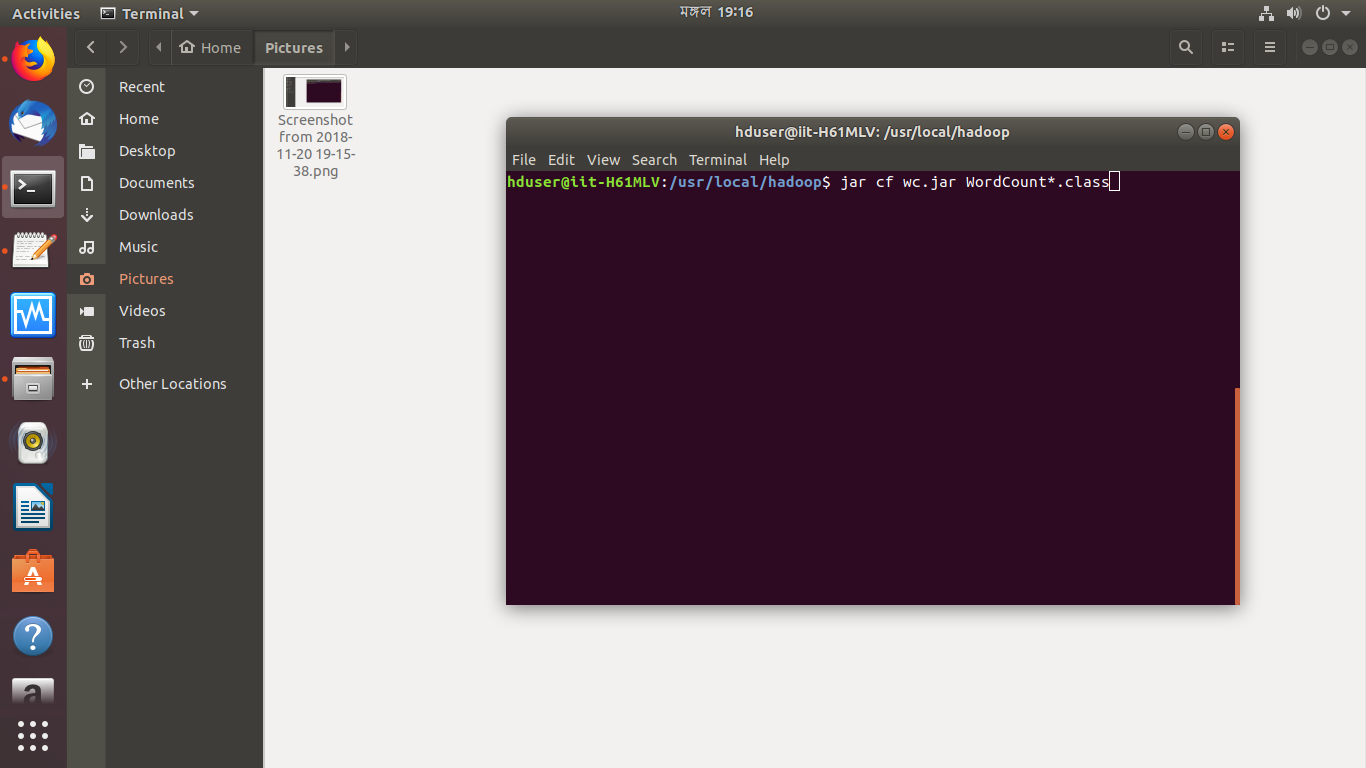 Activities Terminal মঙ্গল 19:16
Home Pictures
Recent
Home
Desktop
Documents
Downloads
Music
Pictures
Videos
Trash
Other Locations
Screenshot
from 2018-
11-20 19-15-
38.png
hduser@iit-H61MLV: /usr/local/hadoop
File Edit View Search Terminal Help
hduser@iit-H61MLV:/usr/local/hadoop$ jar cf wc.jar WordCount*.class